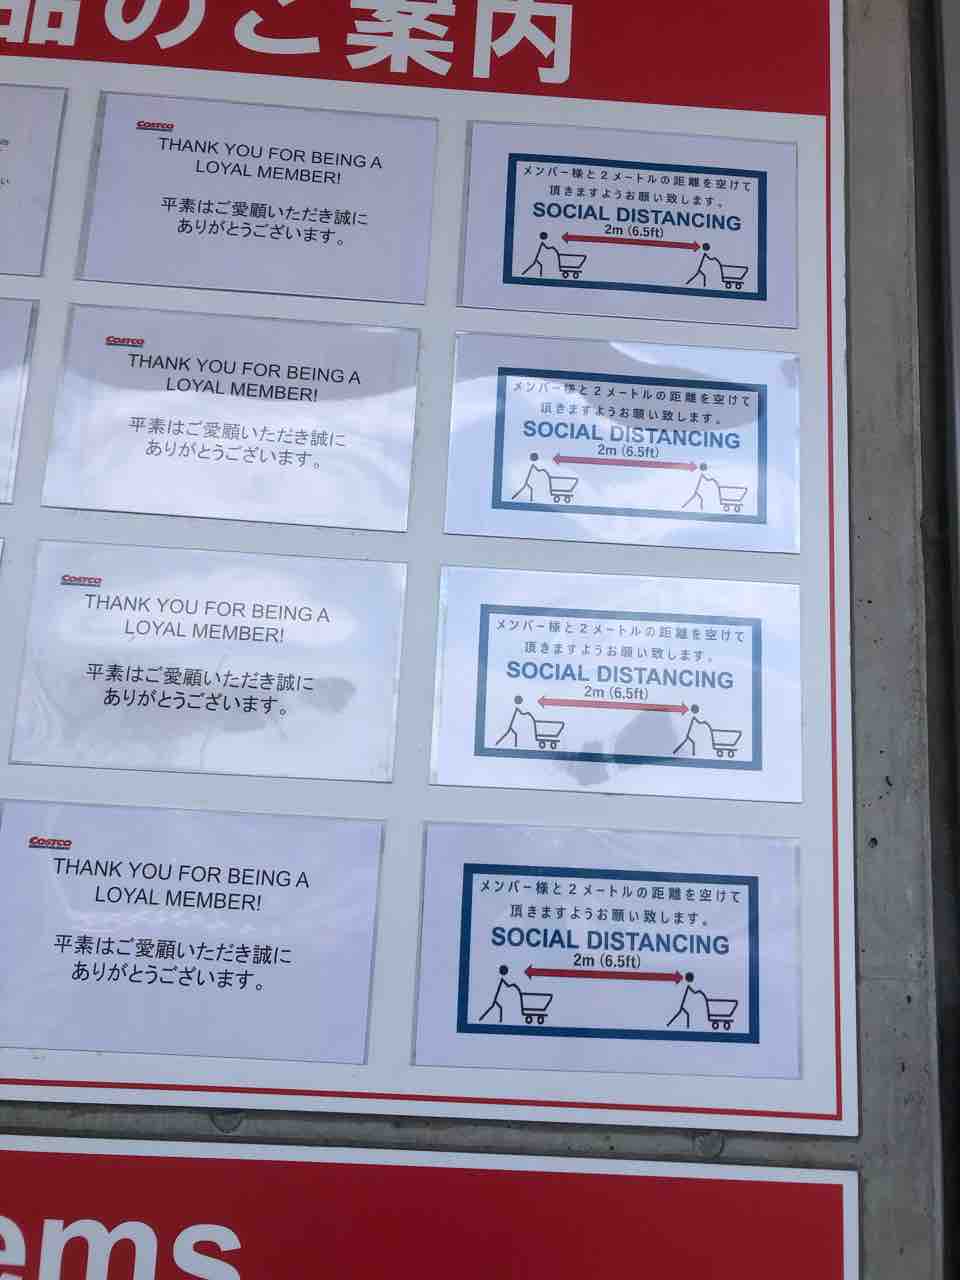 品のご案内
COSTCO
THANK YOU FOR BEING A
LOYAL MEMBER!
平素はご愛顧いただき誠に
ありがとうございます。
メンバー様と2メートルの距離を空けて
頂きますようお願い致します。
SOCIAL DISTANCING
2m (6.5ft)
COSTCO
THANK YOU FOR BEING A
LOYAL MEMBER!
平素はご愛顧いただき誠に
ありがとうございます。
メンバー様と2メートルの距離を空けて
頂きますようお願い致します。
SOCIAL DISTANCING
2m (6.5ft)
COSTCO
THANK YOU FOR BEING A
LOYAL MEMBER!
平素はご愛顧いただき誠に
ありがとうございます。
メンバー様と2メートルの距離を空けて
頂きますようお願い致します。
SOCIAL DISTANCING
2m (6.5ft)
COSTCO
THANK YOU FOR BEING A
LOYAL MEMBER!
平素はご愛顧いただき誠に
ありがとうございます。
メンバー様と2メートルの距離を空けて
頂きますようお願い致します。
SOCIAL DISTANCING
2m (6.5ft)
ems